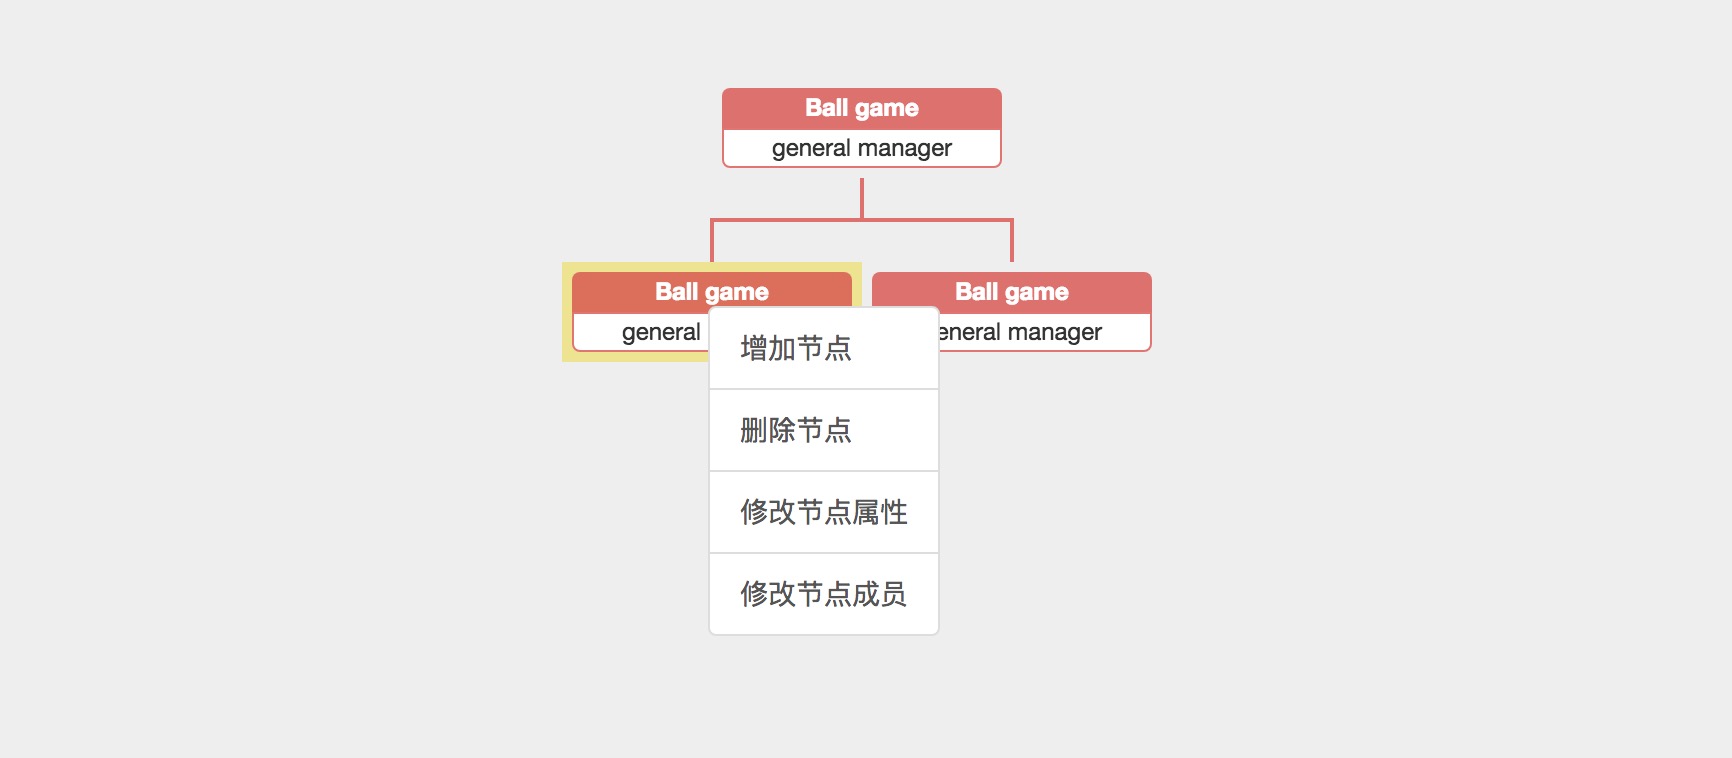 Ball game
general manager
Ball game
general
Ball game
eneral manager
增加节点
删除节点
修改节点属性
修改节点成员